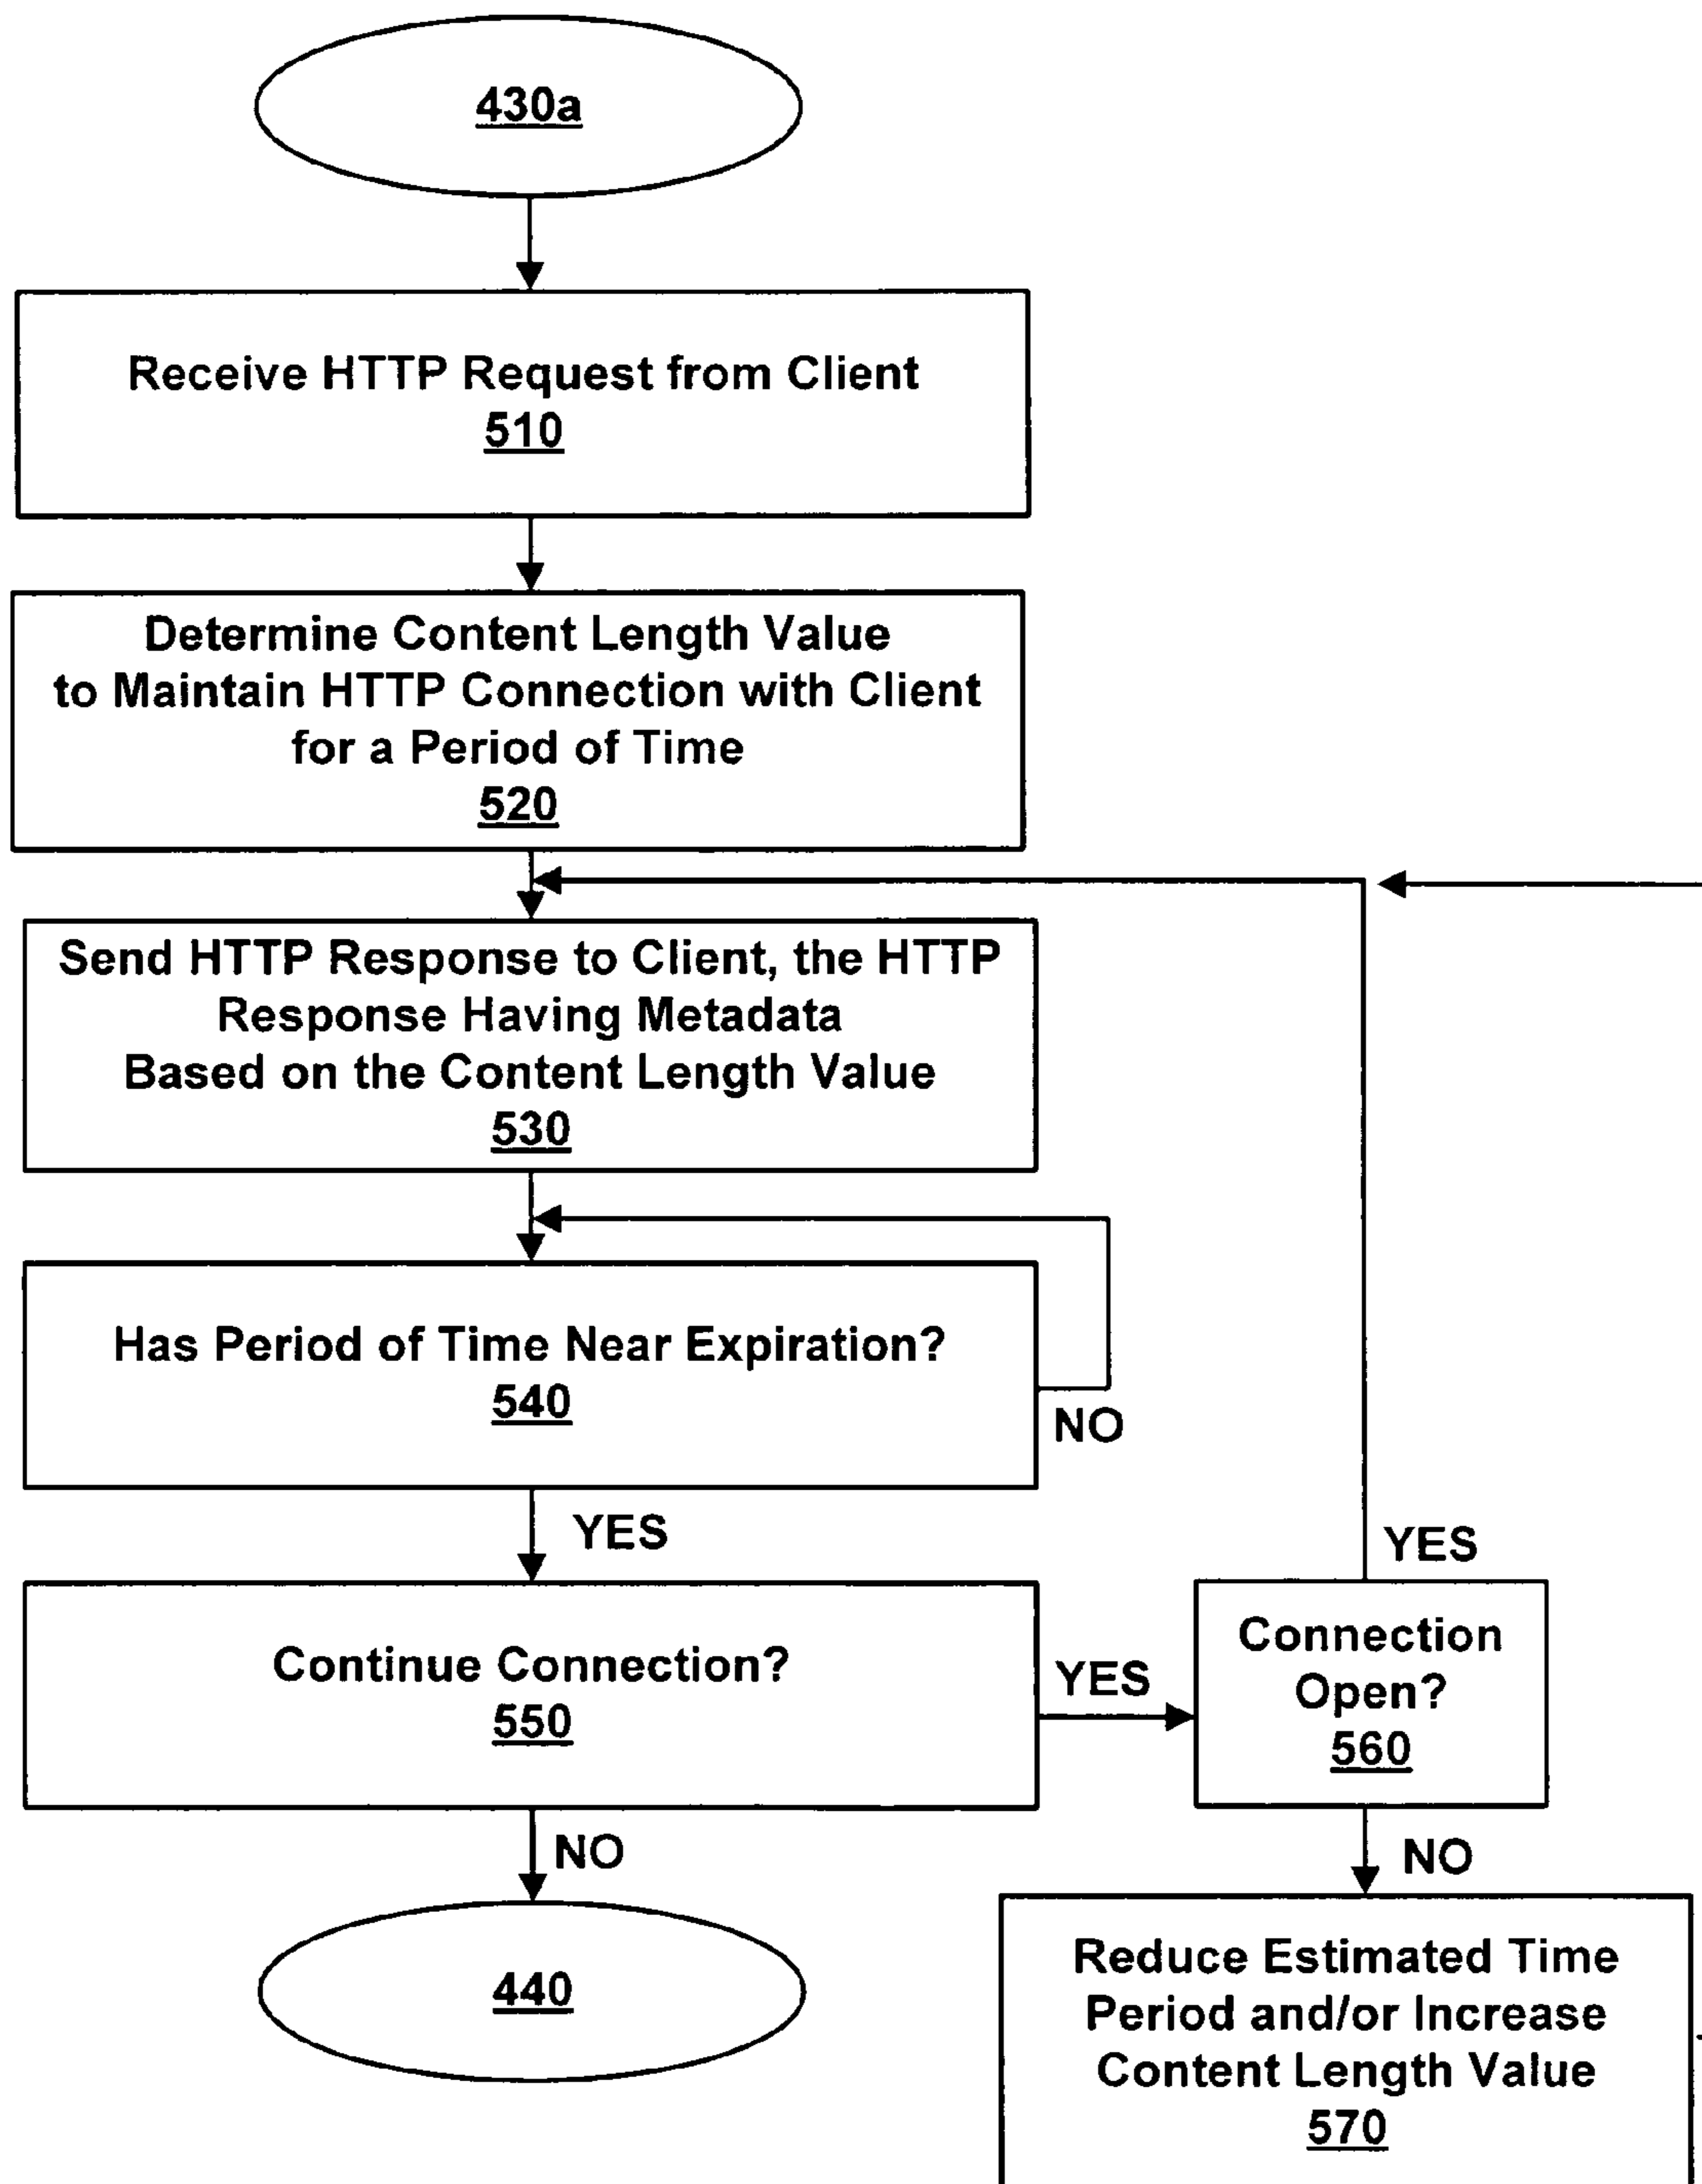 430a
Receive HTTP Request from Client
510
Determine Content Length Value
to Maintain HTTP Connection with Client
for a Period of Time
520
Send HTTP Response to Client, the HTTP
Response Having Metadata
Based on the Content Length Value
530
Has Period of Time Near Expiration?
540
NO
YES
Continue Connection?
550
YES
YES
Connection
Open?
560
NO
NO
440
Reduce Estimated Time
Period and/or Increase
Content Length Value
570